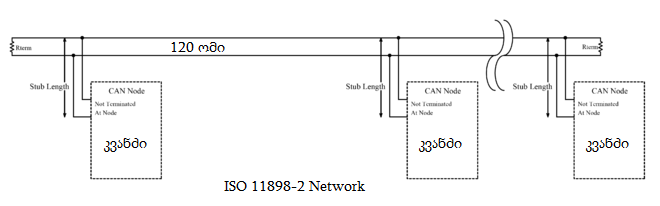 Rterm
120 ომი
Rterm
Stub Length
Stub Length
Stub Length
CAN Node
Not Terminated
At Node
კვანძი
CAN Node
Not Terminated
At Node
კვანძი
CAN Node
Not Terminated
At Node
კვანძი
ISO 11898-2 Network